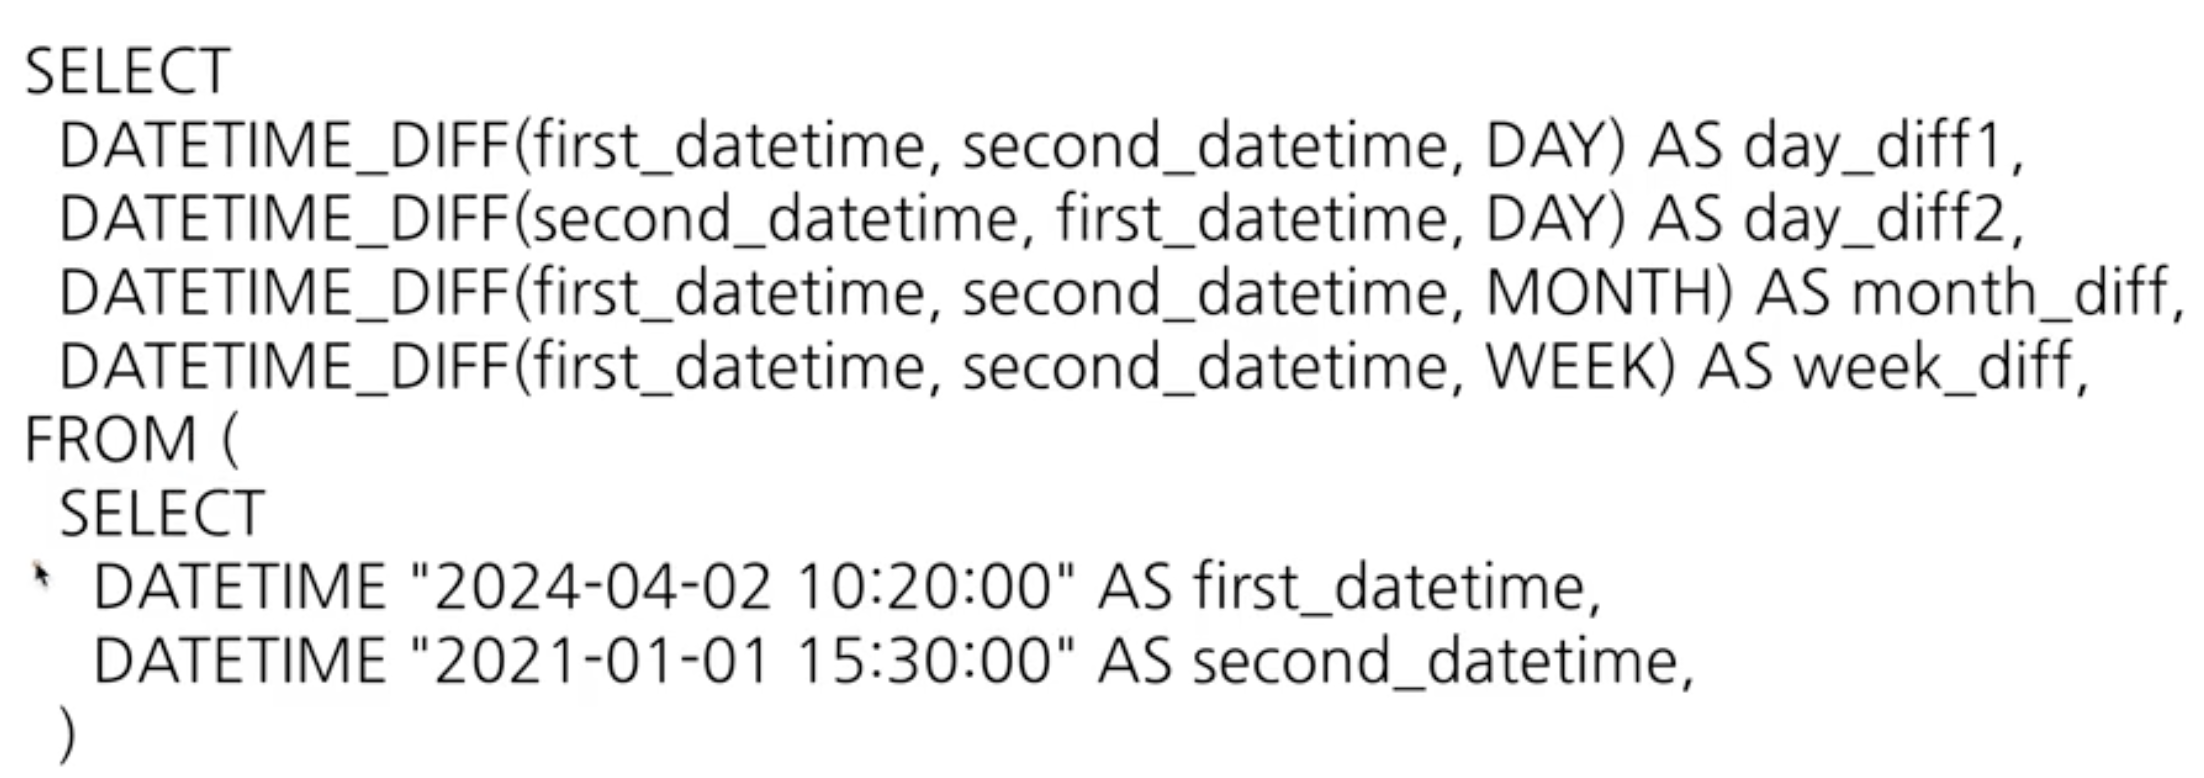 SELECT
DATETIME_DIFF(first_datetime, second_datetime, DAY) AS day_diff1,
DATETIME_DIFF(second_datetime, first_datetime, DAY) AS day_diff2,
DATETIME_DIFF(first_datetime, second_datetime, MONTH) AS month_diff,
DATETIME_DIFF(first_datetime, second_datetime, WEEK) AS week_diff,
FROM (
SELECT
DATETIME "2024-04-02 10:20:00" AS first_datetime,
DATETIME "2021-01-01 15:30:00" AS second_datetime,
)